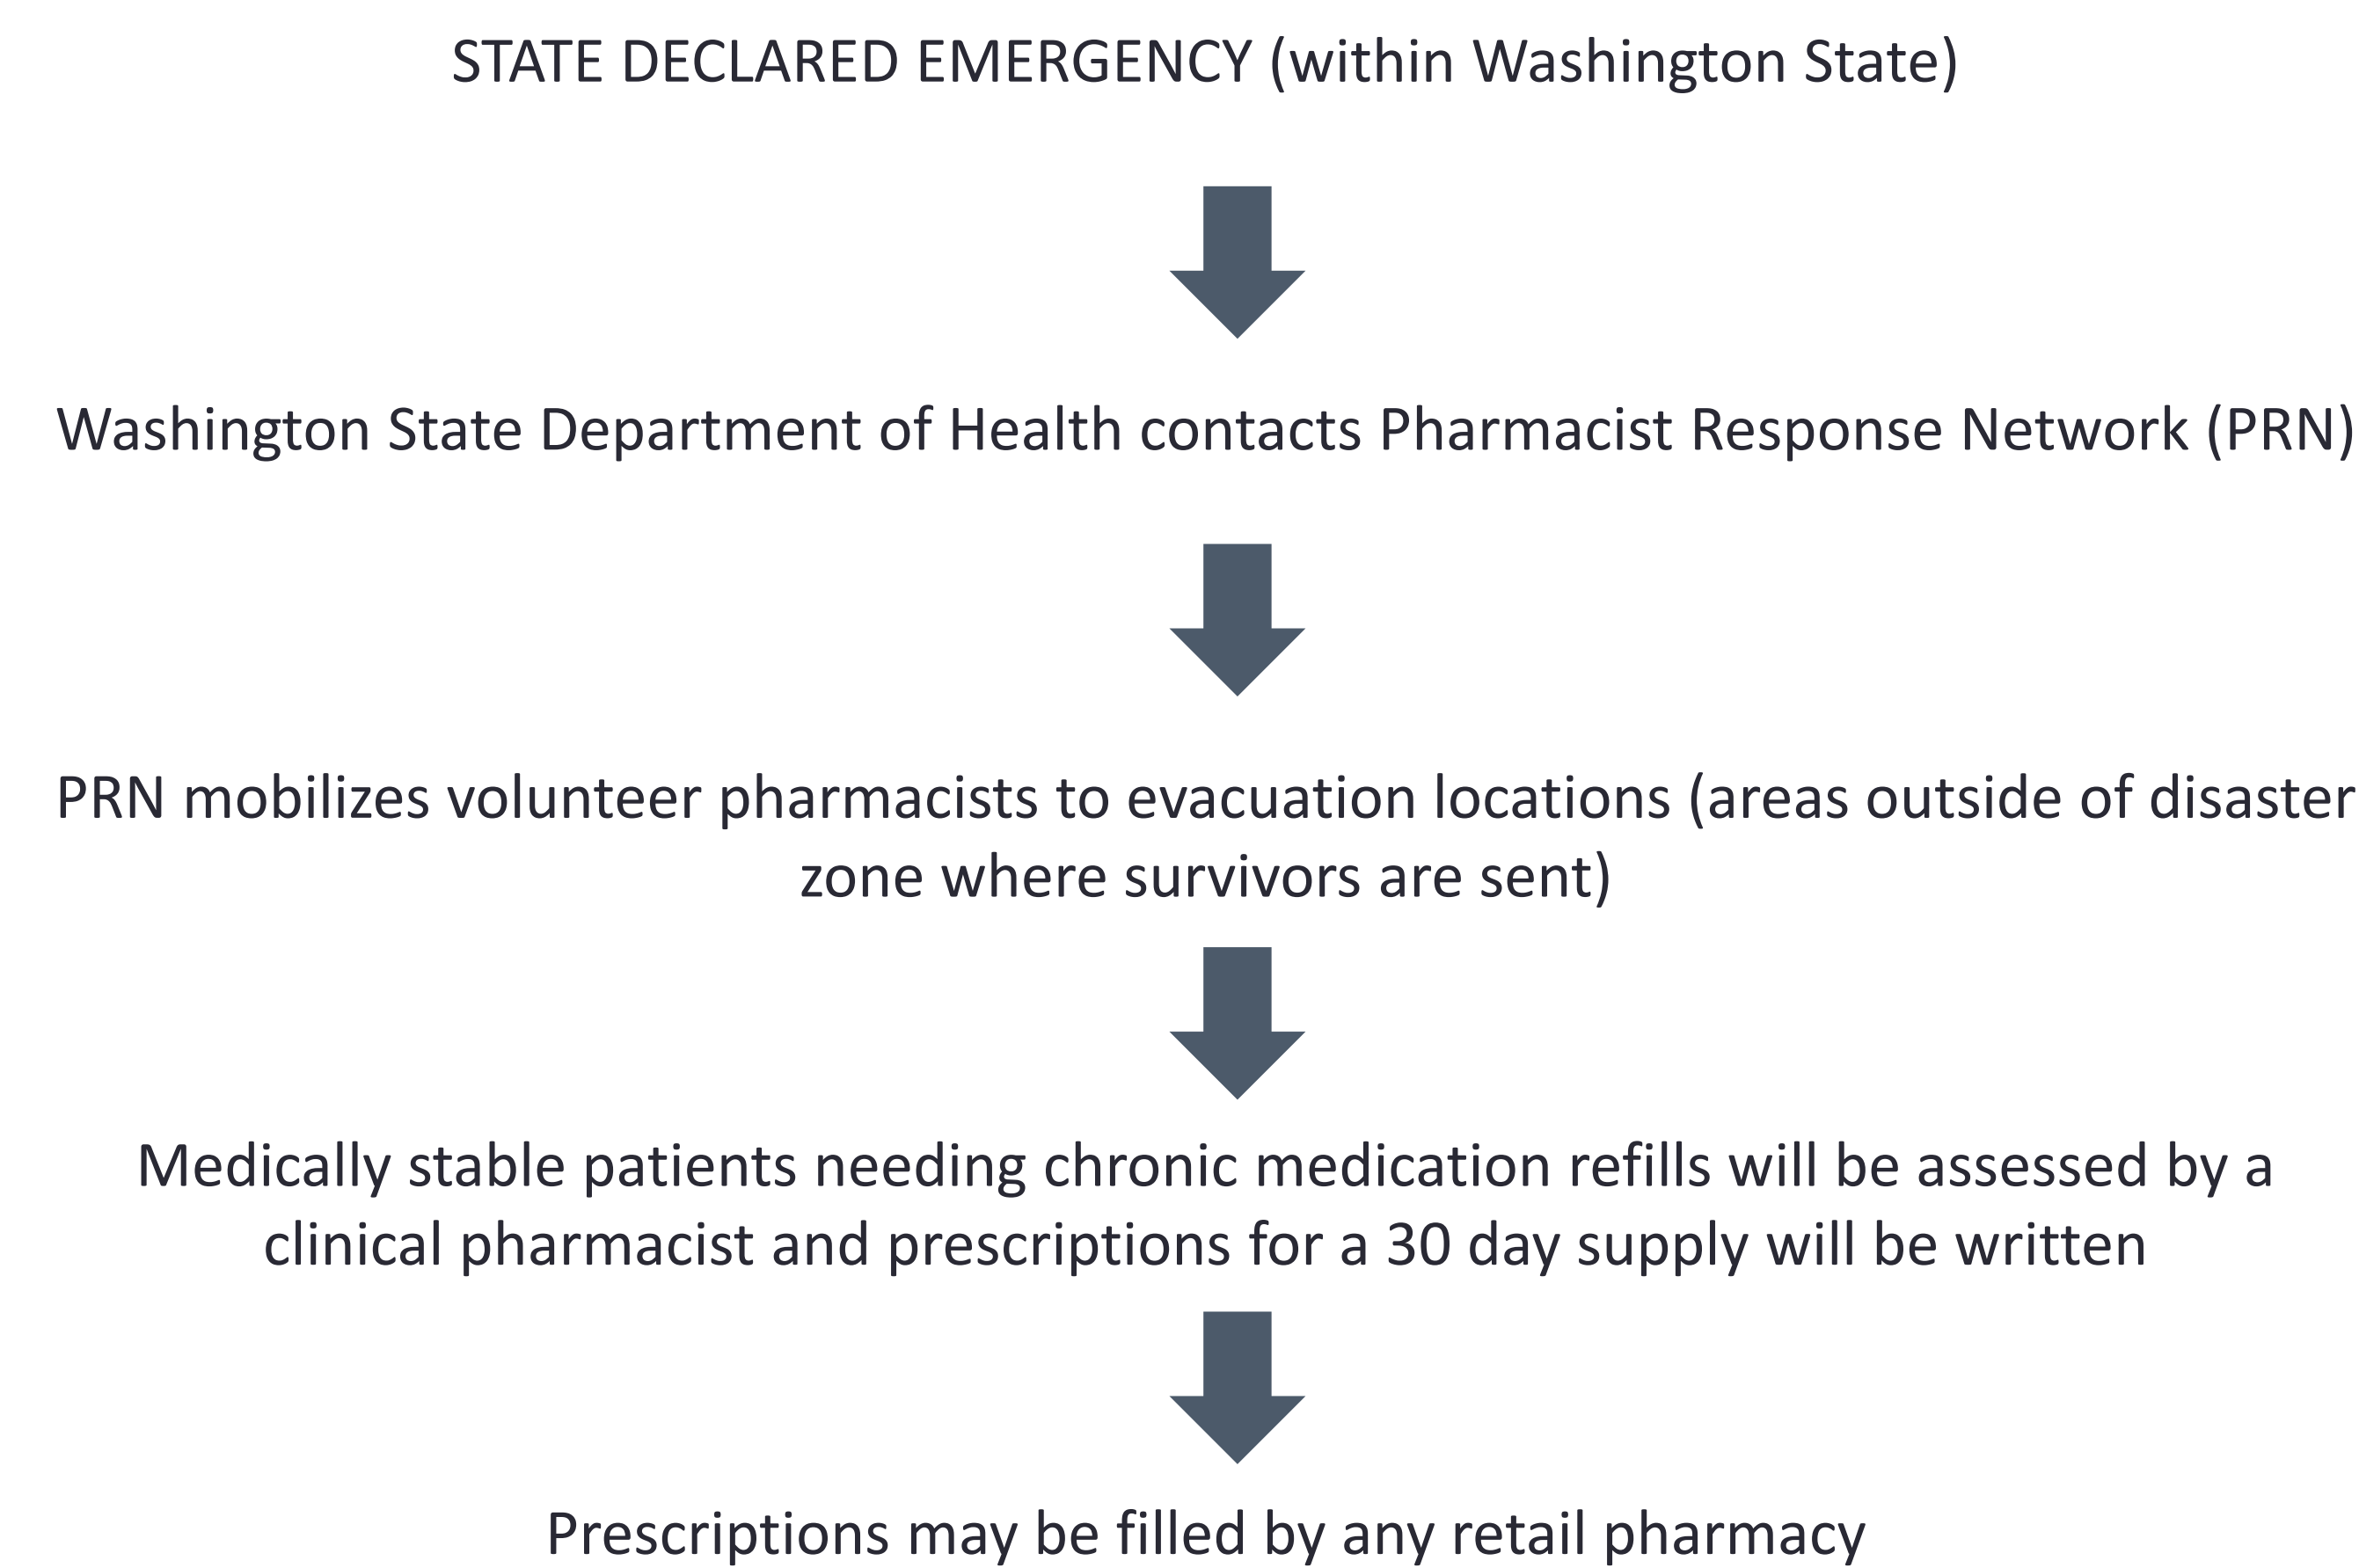 STATE DECLARED EMERGENCY (within Washington State)
Washington State Department of Health contacts Pharmacist Response Network (PRN)
PRN mobilizes volunteer pharmacists to evacuation locations (areas outside of disaster
zone where survivors are sent)
Medically stable patients needing chronic medication refills will be assessed by a
clinical pharmacist and prescriptions for a 30 day supply will be written
Prescriptions may be filled by any retail pharmacy